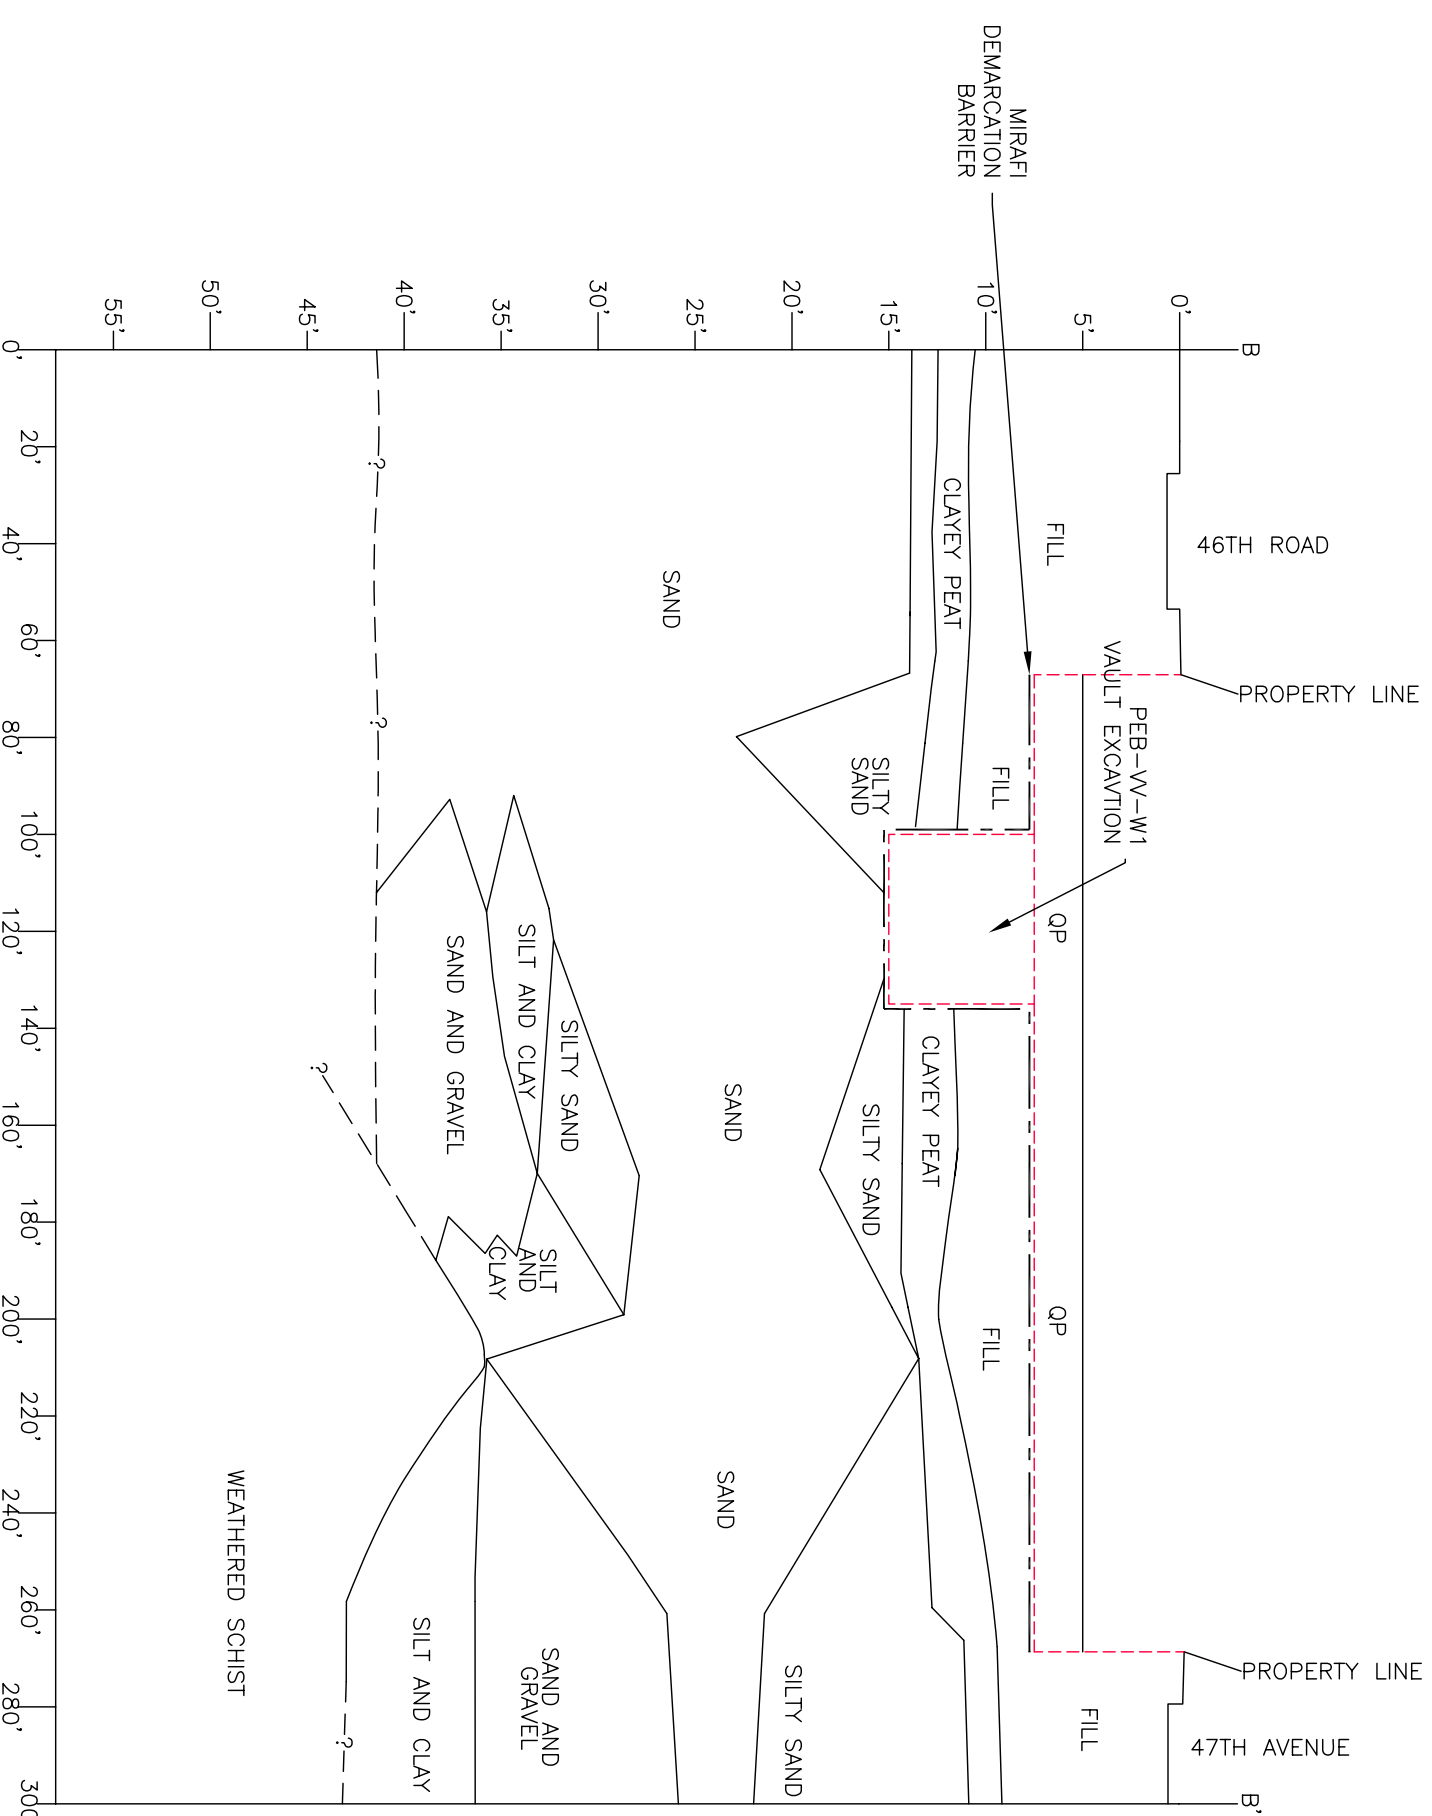 B
B'
46TH ROAD
47TH AVENUE
PROPERTY LINE
PROPERTY LINE
MIRAFI
DEMARCATION
BARRIER
PEB-VV-W1
VAULT EXCAVTION
0'
5'
10'
15'
20'
25'
30'
35'
40'
45'
50'
55'
FILL
FILL
QP
QP
FILL
FILL
CLAYEY PEAT
CLAYEY PEAT
SILTY
SAND
SILTY SAND
SILTY SAND
SAND
SAND
SAND
SILTY SAND
SILT AND CLAY
SAND AND GRAVEL
SILT
AND
CLAY
SAND AND
GRAVEL
SILT AND CLAY
WEATHERED SCHIST
?
?
?
?
0'
20'
40'
60'
80'
100'
120'
140'
160'
180'
200'
220'
240'
260'
280'
300